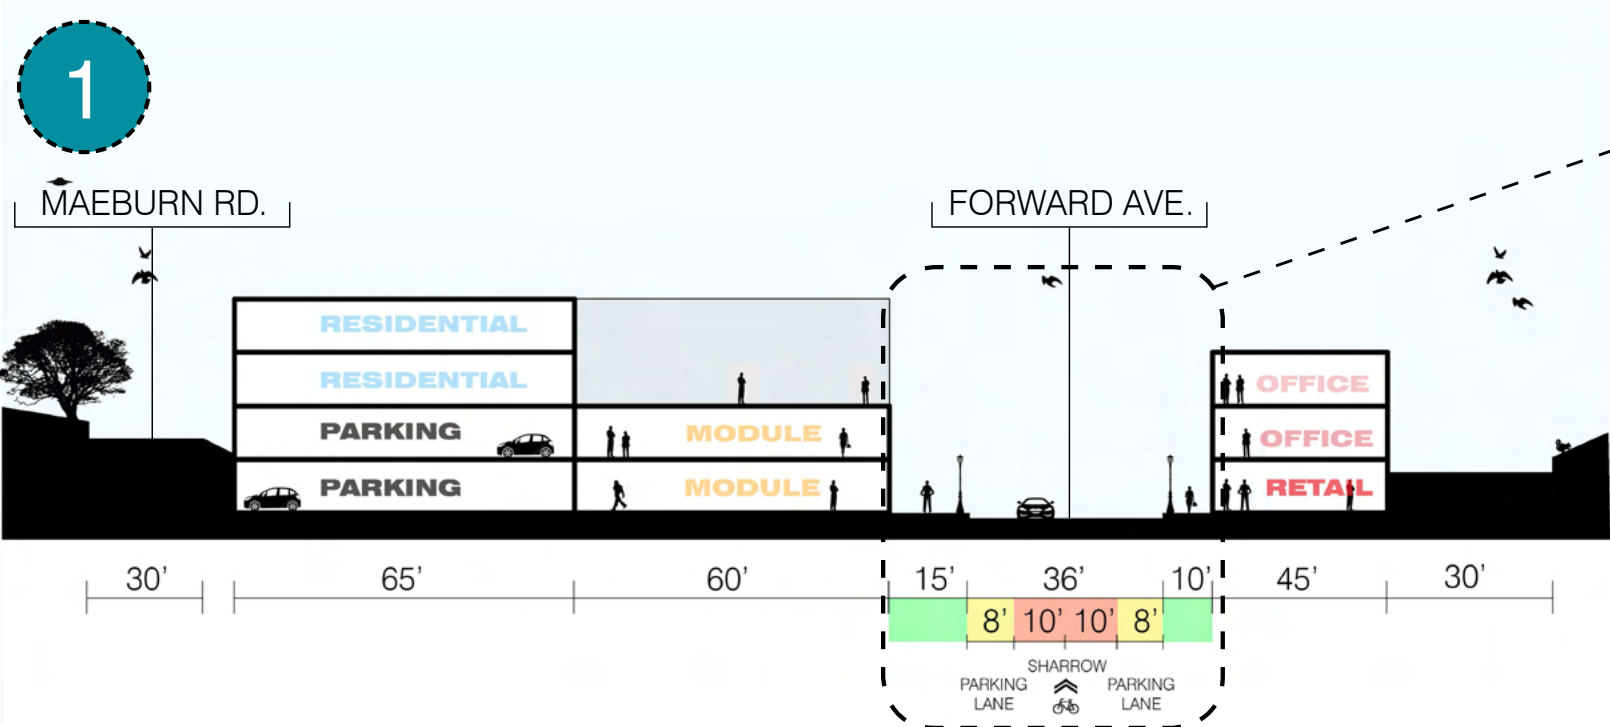 1
MAEBURN RD.
FORWARD AVE.
RESIDENTIAL
RESIDENTIAL
OFFICE
PARKING
MODULE
OFFICE
PARKING
MODULE
RETAIL
30’ 65’ 60’ 15’ 36’ 10’ 45’ 30’
8’ 10’ 10’ 8’
SHARROW
PARKING LANE
PARKING LANE